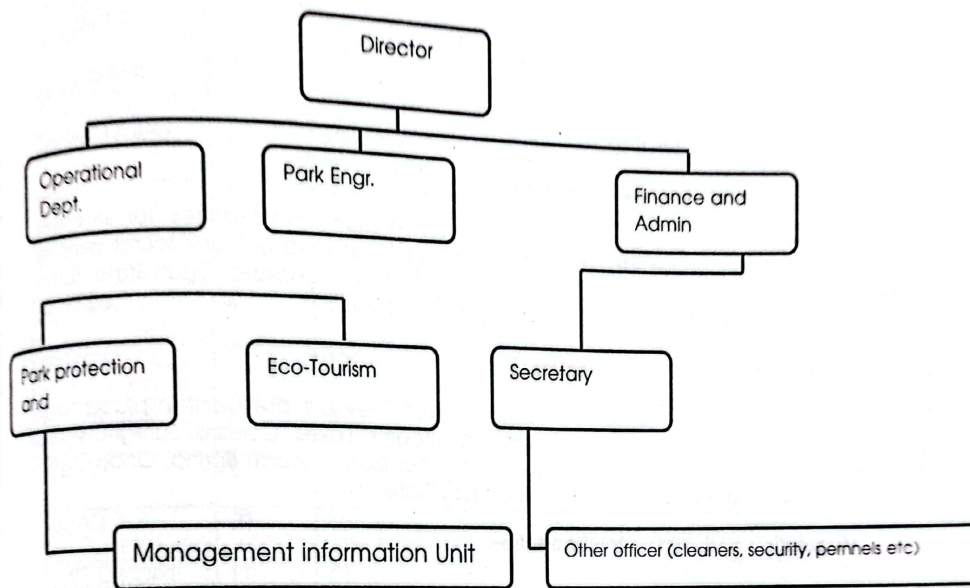 Director
Operational
Dept.
Park Engr.
Finance and
Admin
Park protection
and
Eco-Tourism
Secretary
Management information Unit
Other officer (cleaners, security, pernnels etc)